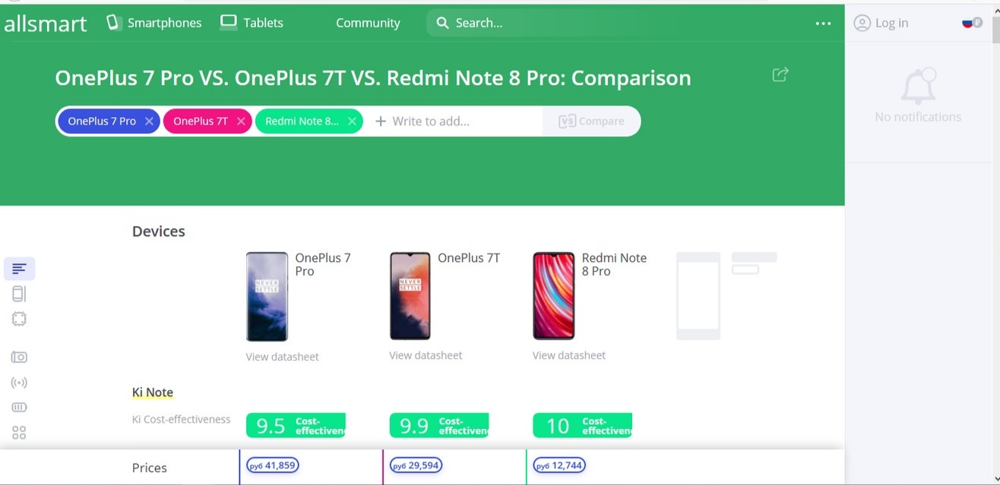 allsmart Smartphones Tablets Community Search... ... Log in
OnePlus 7 Pro VS. OnePlus 7T VS. Redmi Note 8 Pro: Comparison
OnePlus 7 Pro OnePlus 7T Redmi Note 8... + Write to add... VS Compare
No notifications
Devices
OnePlus 7
Pro
NEVER
SETTLE
View datasheet
OnePlus 7T
NEVER
SETTLE
View datasheet
Redmi Note
8 Pro
View datasheet
Ki Note
Ki Cost-effectiveness
9.5 Cost-
effectiven
9.9 Cost-
effectiven
10 Cost-
effectiven
Prices руб 41,859 руб 29,594 руб 12,744